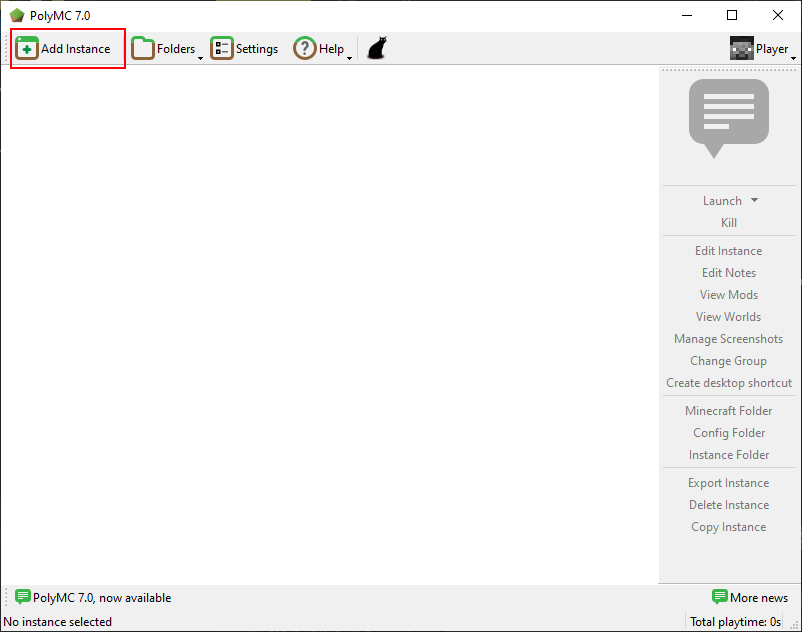 PolyMC 7.0
Add Instance
Folders
Settings
Help
Player
Launch
Kill
Edit Instance
Edit Notes
View Mods
View Worlds
Manage Screenshots
Change Group
Create desktop shortcut
Minecraft Folder
Config Folder
Instance Folder
Export Instance
Delete Instance
Copy Instance
PolyMC 7.0, now available
More news
No instance selected
Total playtime: 0s